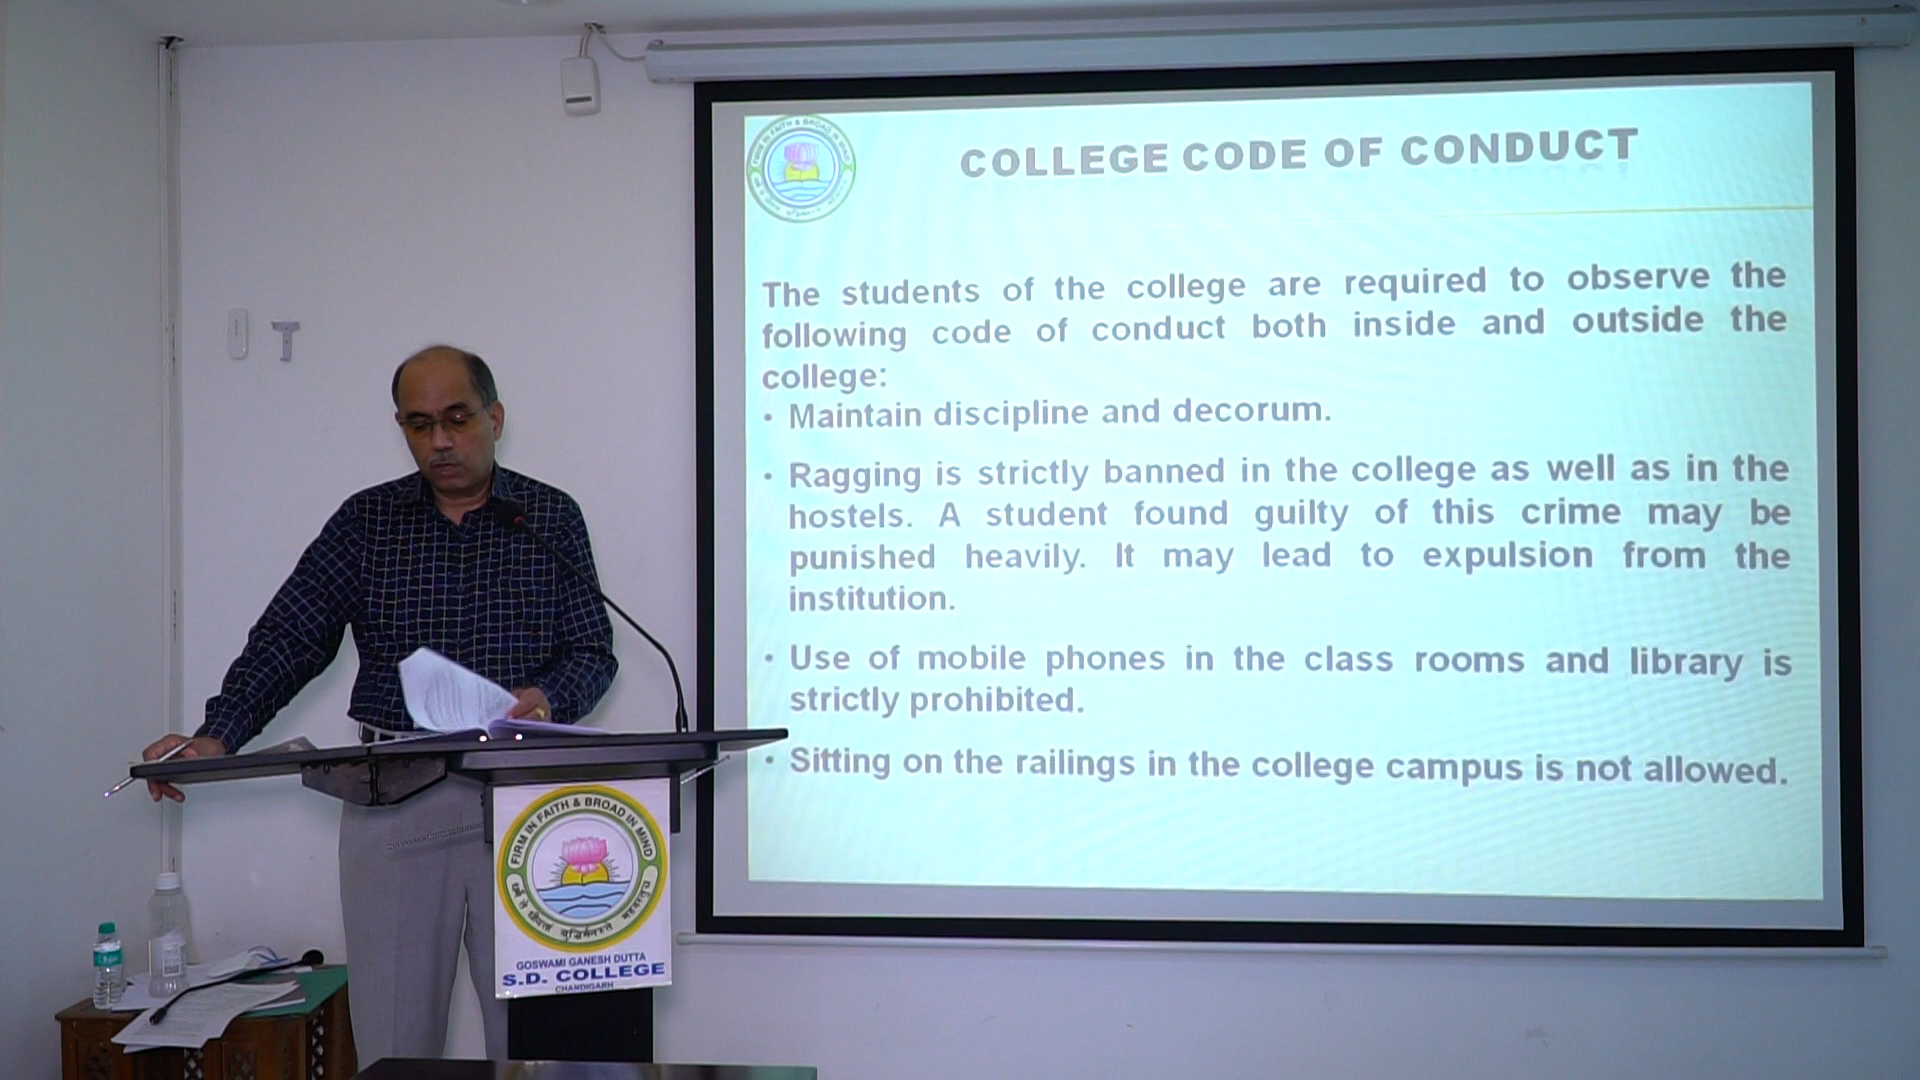 COLLEGE CODE OF CONDUCT
The students of the college are required to observe the
following code of conduct both inside and outside the
college:
• Maintain discipline and decorum.
• Ragging is strictly banned in the college as well as in the
hostels. A student found guilty of this crime may be
punished heavily. It may lead to expulsion from the
institution.
• Use of mobile phones in the class rooms and library is
strictly prohibited.
• Sitting on the railings in the college campus is not allowed.
FIRM IN FAITH & BROAD IN MIND
GOSWAMI GANESH DUTTA
S.D. COLLEGE
CHANDIGARH